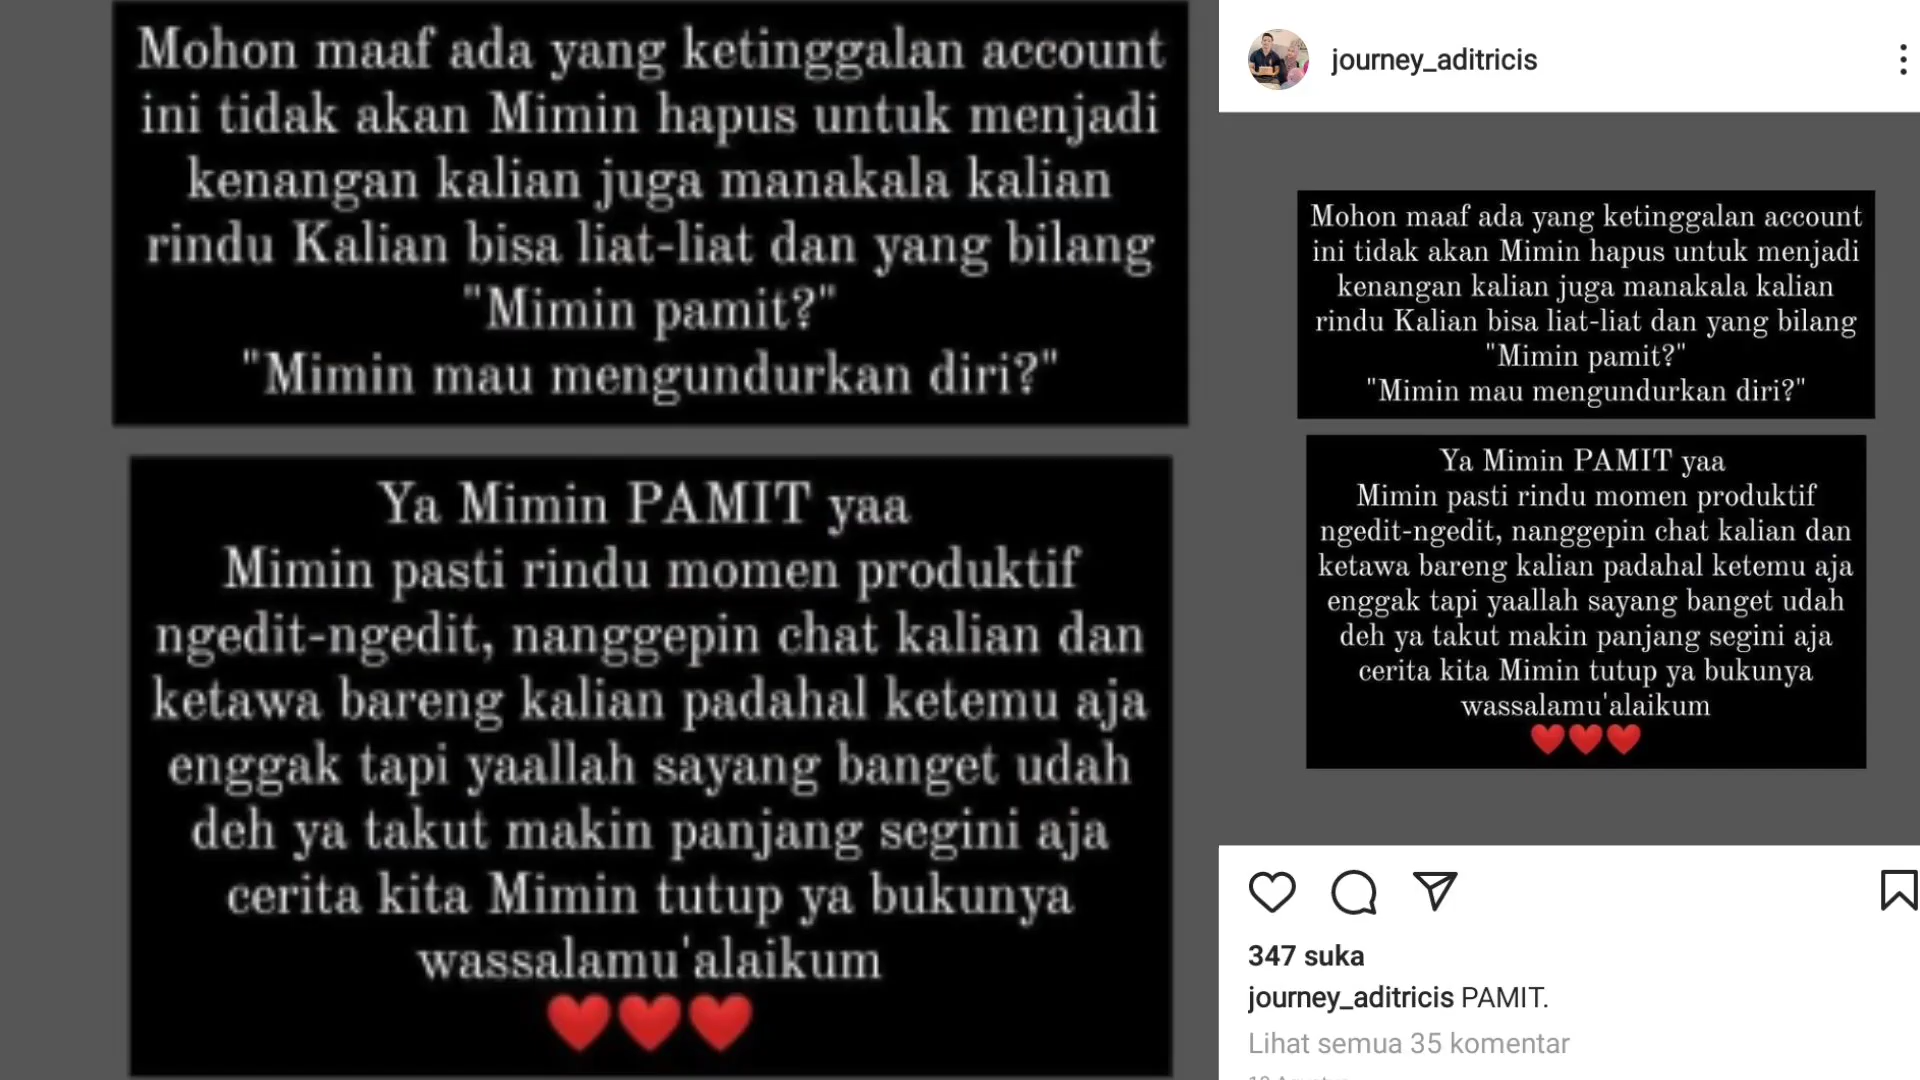 Mohon maaf ada yang ketinggalan account
ini tidak akan Mimin hapus untuk menjadi
kenangan kalian juga manakala kalian
rindu Kalian bisa liat-liat dan yang bilang
"Mimin pamit?"
"Mimin mau mengundurkan diri?"
Ya Mimin PAMIT yaa
Mimin pasti rindu momen produktif
ngedit-ngedit, nanggepin chat kalian dan
ketawa bareng kalian padahal ketemu aja
enggak tapi yaallah sayang banget udah
deh ya takut makin panjang segini aja
cerita kita Mimin tutup ya bukunya
wassalamu'alaikum
❤️❤️❤️
journey_aditricis
Mohon maaf ada yang ketinggalan account
ini tidak akan Mimin hapus untuk menjadi
kenangan kalian juga manakala kalian
rindu Kalian bisa liat-liat dan yang bilang
"Mimin pamit?"
"Mimin mau mengundurkan diri?"
Ya Mimin PAMIT yaa
Mimin pasti rindu momen produktif
ngedit-ngedit, nanggepin chat kalian dan
ketawa bareng kalian padahal ketemu aja
enggak tapi yaallah sayang banget udah
deh ya takut makin panjang segini aja
cerita kita Mimin tutup ya bukunya
wassalamu'alaikum
❤️❤️❤️
347 suka
journey_aditricis PAMIT.
Lihat semua 35 komentar